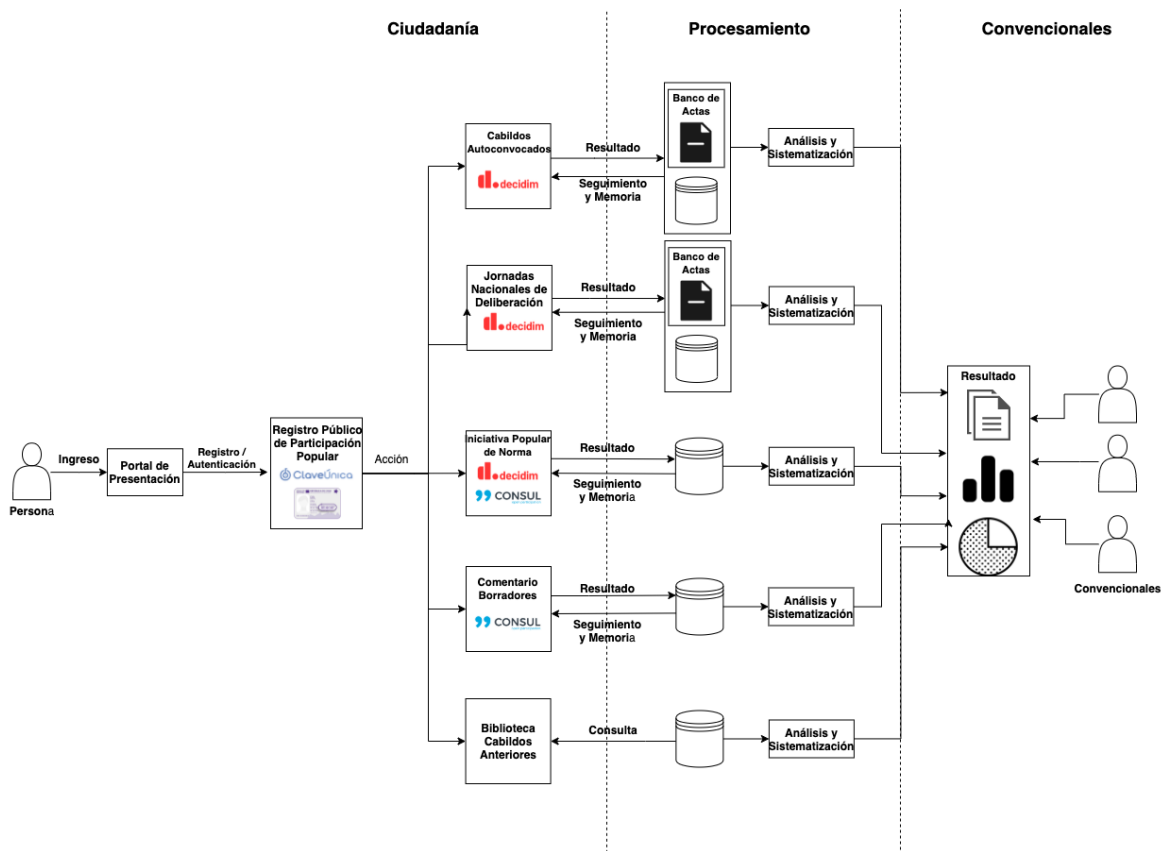 Ciudadanía
Procesamiento
Convencionales
Persona
Ingreso
Portal de
Presentación
Registro /
Autenticación
Registro Público
de Participación
Popular
ClaveÚnica
Acción
Cabildos
Autoconvocados
decidim
Resultado
Seguimiento
y Memoria
Banco de
Actas
Análisis y
Sistematización
Jornadas
Nacionales de
Deliberación
decidim
Resultado
Seguimiento
y Memoria
Banco de
Actas
Análisis y
Sistematización
Iniciativa Popular
de Norma
decidim
CONSUL
Resultado
Seguimiento
y Memoria
Análisis y
Sistematización
Comentario
Borradores
CONSUL
Resultado
Seguimiento
y Memoria
Análisis y
Sistematización
Biblioteca
Cabildos
Anteriores
Consulta
Análisis y
Sistematización
Resultado
Convencionales